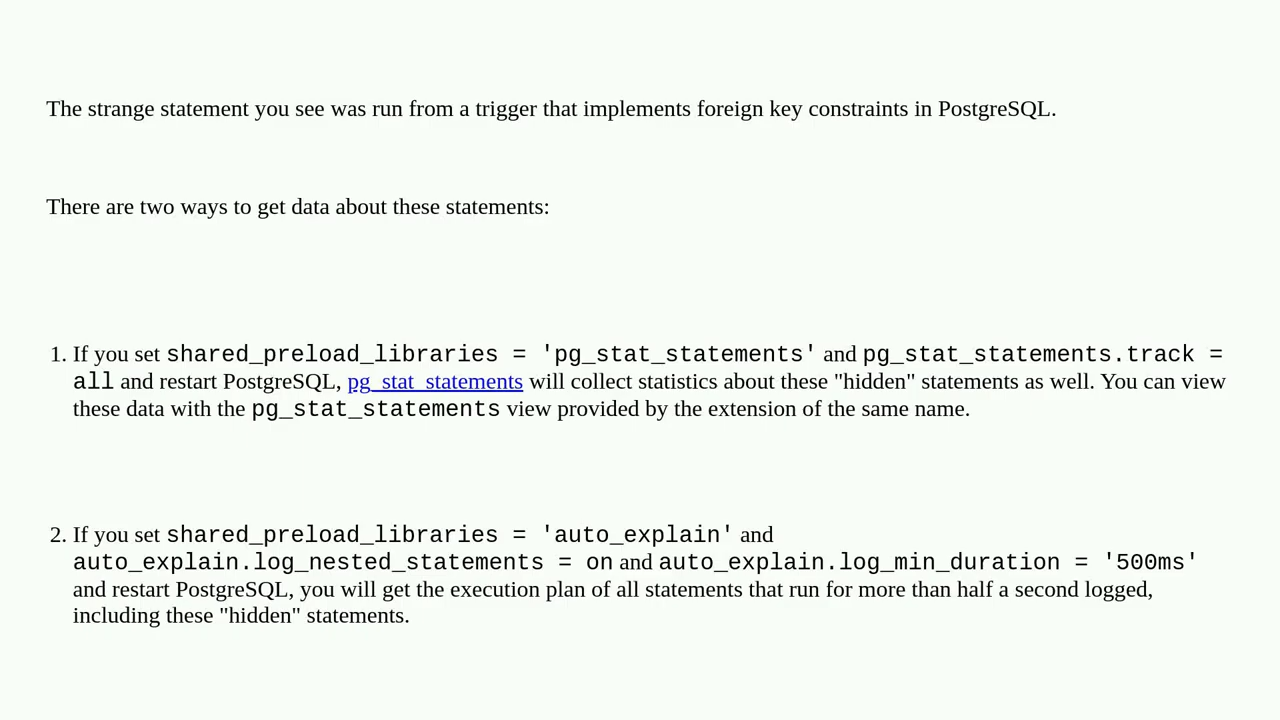 The strange statement you see was run from a trigger that implements foreign key constraints in PostgreSQL.
There are two ways to get data about these statements:
1. If you set shared_preload_libraries = 'pg_stat_statements' and pg_stat_statements.track =
all and restart PostgreSQL, pg_stat_statements will collect statistics about these "hidden" statements as well. You can view
these data with the pg_stat_statements view provided by the extension of the same name.
2. If you set shared_preload_libraries = 'auto_explain' and
auto_explain.log_nested_statements = on and auto_explain.log_min_duration = '500ms'
and restart PostgreSQL, you will get the execution plan of all statements that run for more than half a second logged,
including these "hidden" statements.